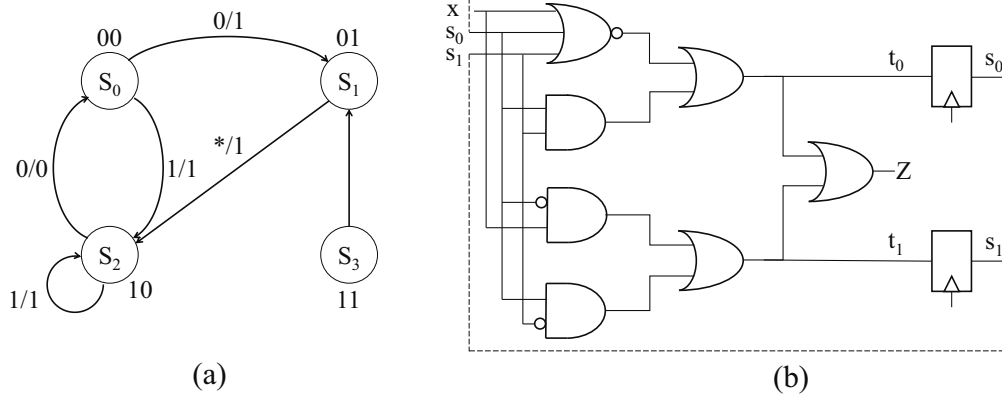 00
0/1
01
S₀
S₁
0/0
1/1
*/1
S₂
S₃
1/1
10
11
(a)
x
s₀
s₁
t₀
s₀
Z
t₁
s₁
(b)